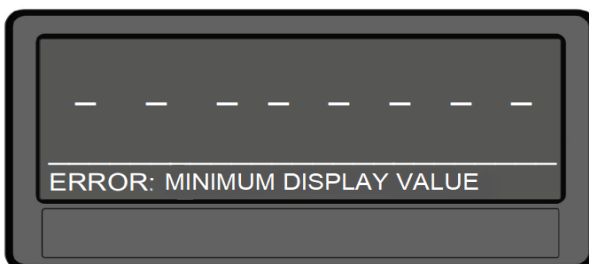 – – – – – – – –
ERROR: MINIMUM DISPLAY VALUE